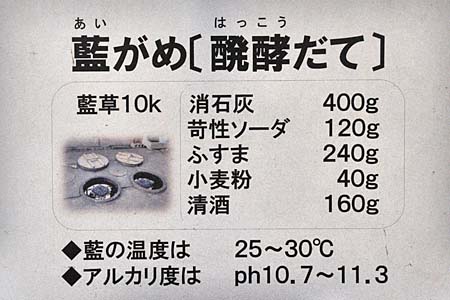 あい はっこう
藍がめ〔醗酵だて〕
藍草10k
消石灰 400g
苛性ソーダ 120g
ふすま 240g
小麦粉 40g
清酒 160g
◆藍の温度は 25～30℃
◆アルカリ度は ph10.7～11.3